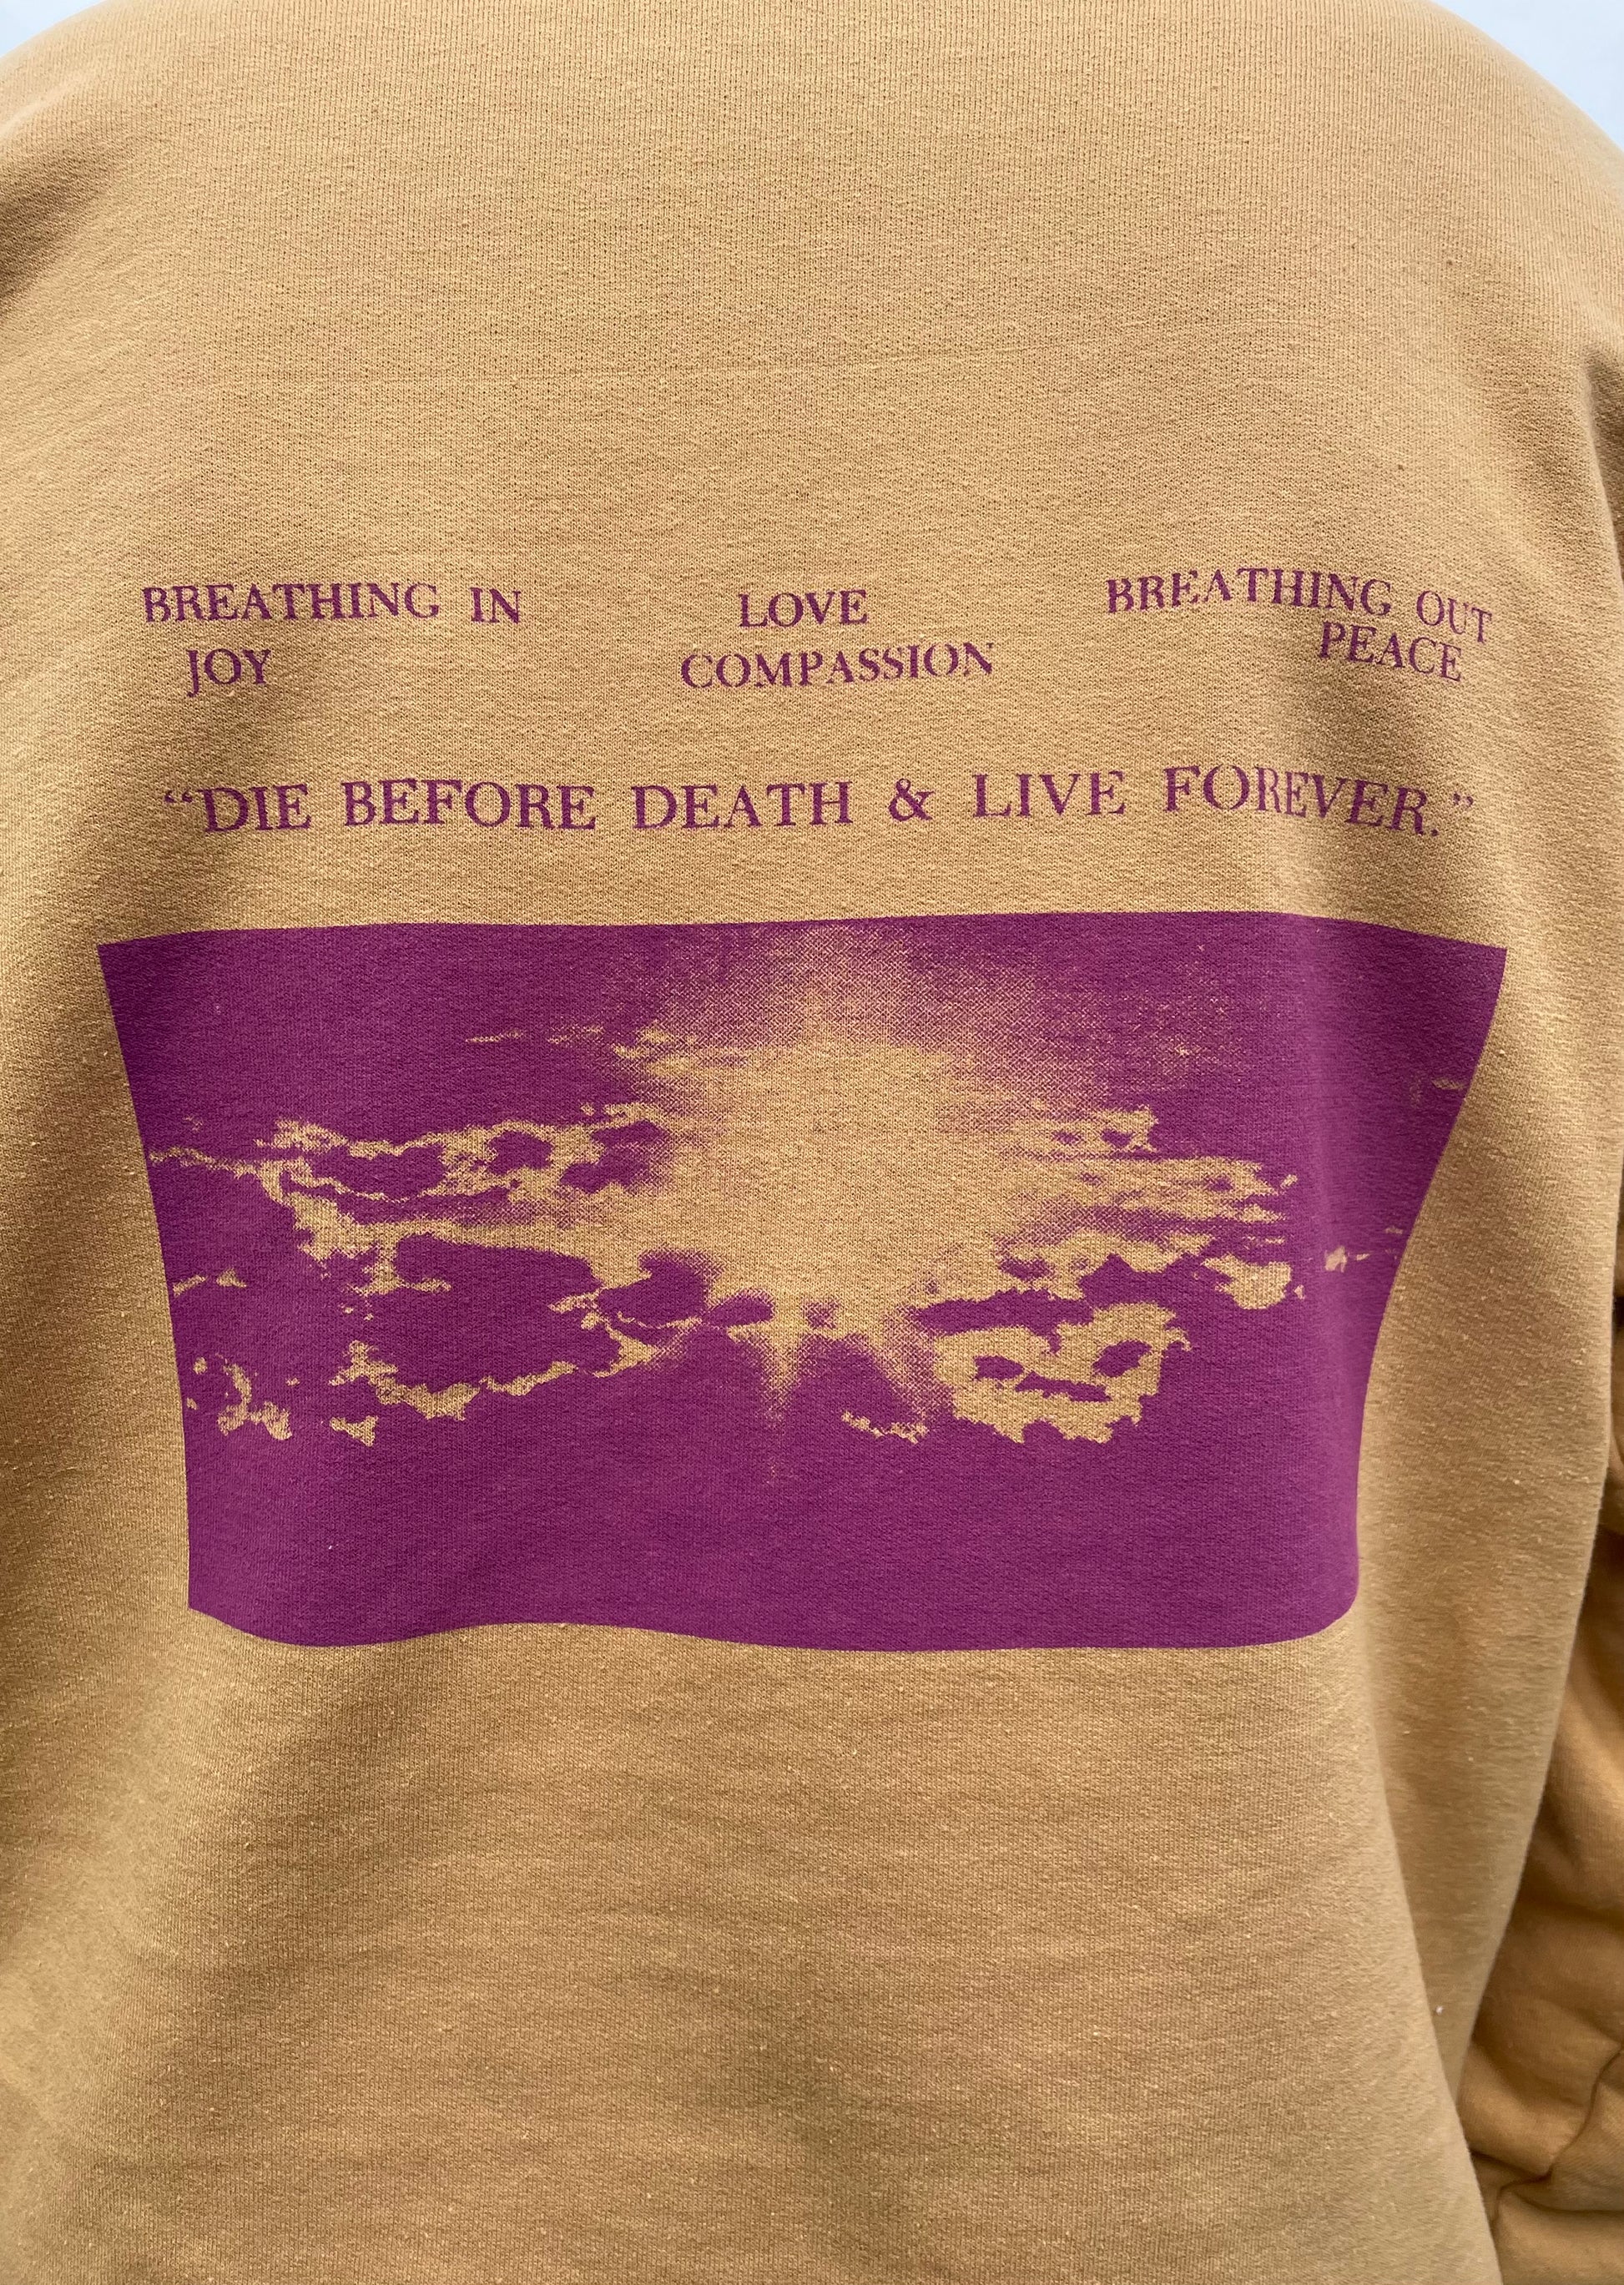 BREATHING IN LOVE BREATHING OUT
JOY COMPASSION PEACE
“DIE BEFORE DEATH & LIVE FOREVER.”